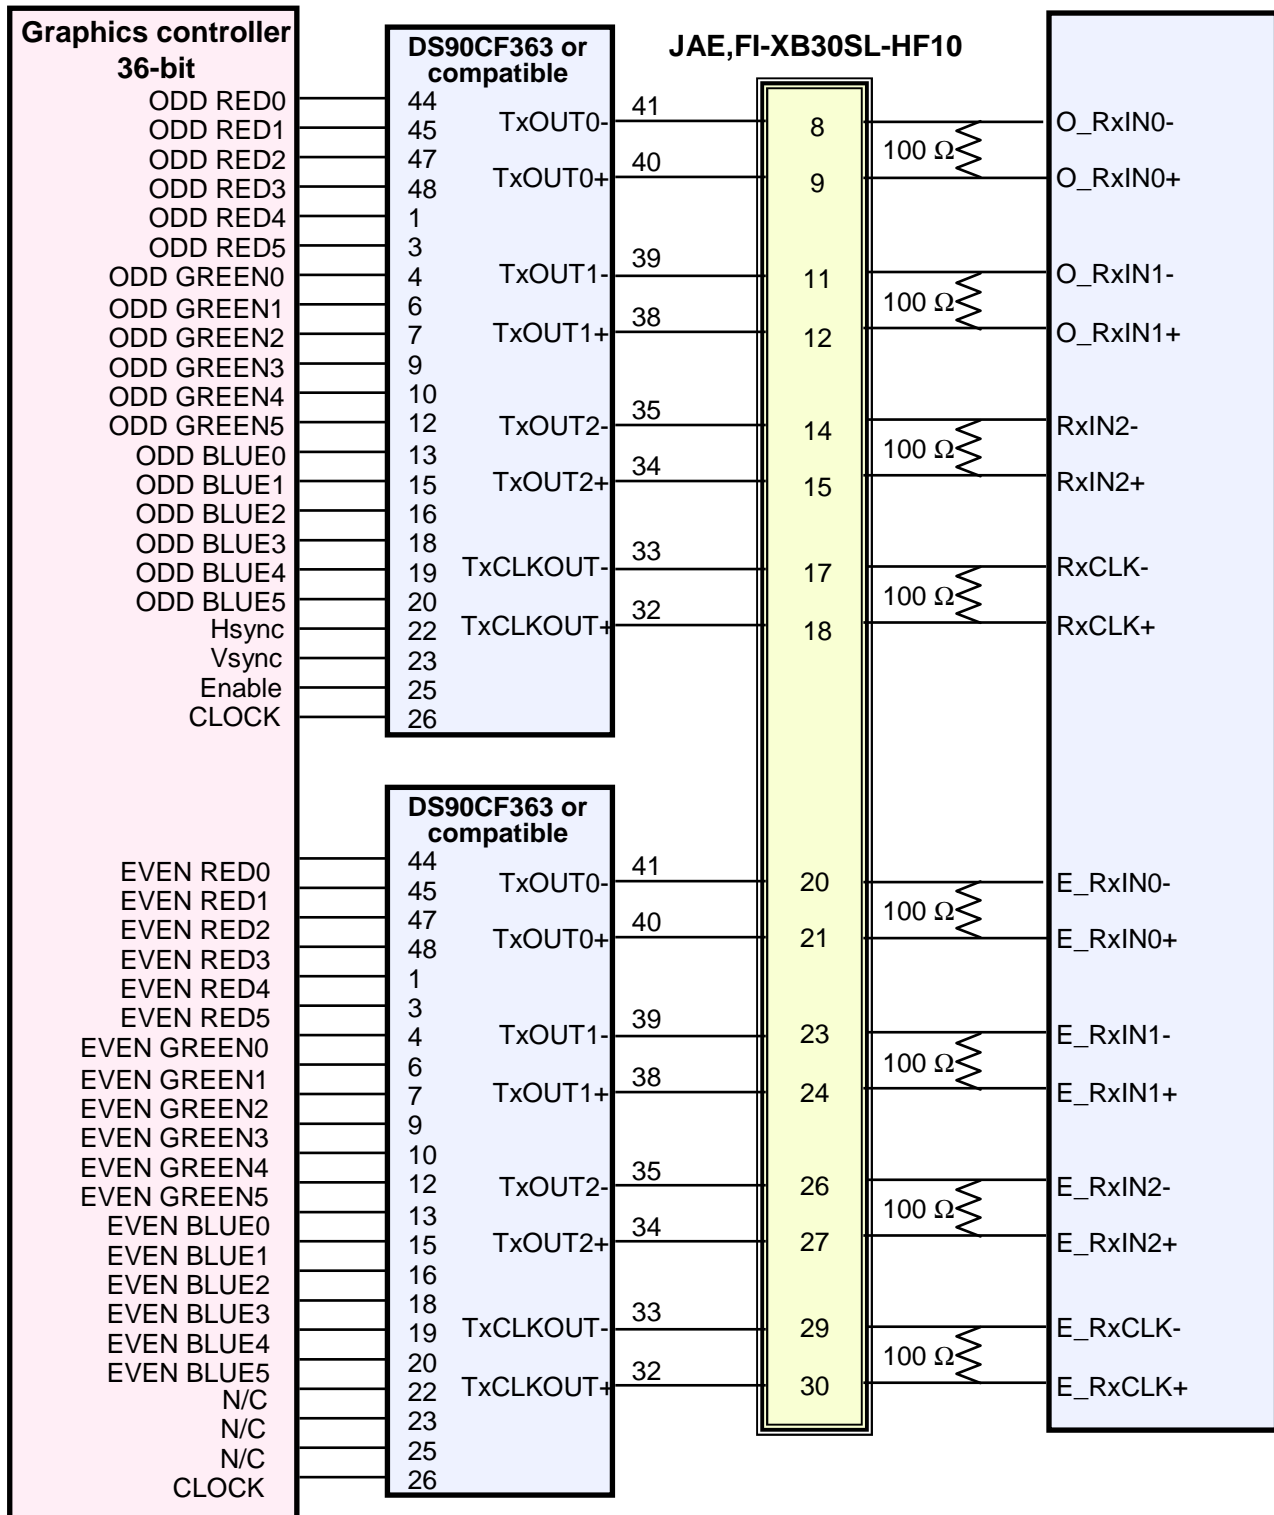 Graphics controller
36-bit
ODD RED0
ODD RED1
ODD RED2
ODD RED3
ODD RED4
ODD RED5
ODD GREEN0
ODD GREEN1
ODD GREEN2
ODD GREEN3
ODD GREEN4
ODD GREEN5
ODD BLUE0
ODD BLUE1
ODD BLUE2
ODD BLUE3
ODD BLUE4
ODD BLUE5
Hsync
Vsync
Enable
CLOCK
EVEN RED0
EVEN RED1
EVEN RED2
EVEN RED3
EVEN RED4
EVEN RED5
EVEN GREEN0
EVEN GREEN1
EVEN GREEN2
EVEN GREEN3
EVEN GREEN4
EVEN GREEN5
EVEN BLUE0
EVEN BLUE1
EVEN BLUE2
EVEN BLUE3
EVEN BLUE4
EVEN BLUE5
N/C
N/C
N/C
CLOCK
DS90CF363 or
compatible
44
45
47
48
1
3
4
6
7
9
10
12
13
15
16
18
19
20
22
23
25
26
TxOUT0-
TxOUT0+
TxOUT1-
TxOUT1+
TxOUT2-
TxOUT2+
TxCLKOUT-
TxCLKOUT+
41
40
39
38
35
34
33
32
DS90CF363 or
compatible
44
45
47
48
1
3
4
6
7
9
10
12
13
15
16
18
19
20
22
23
25
26
TxOUT0-
TxOUT0+
TxOUT1-
TxOUT1+
TxOUT2-
TxOUT2+
TxCLKOUT-
TxCLKOUT+
41
40
39
38
35
34
33
32
JAE,FI-XB30SL-HF10
8
9
11
12
14
15
17
18
20
21
23
24
26
27
29
30
100 Ω
100 Ω
100 Ω
100 Ω
100 Ω
100 Ω
100 Ω
100 Ω
O_RxIN0-
O_RxIN0+
O_RxIN1-
O_RxIN1+
RxIN2-
RxIN2+
RxCLK-
RxCLK+
E_RxIN0-
E_RxIN0+
E_RxIN1-
E_RxIN1+
E_RxIN2-
E_RxIN2+
E_RxCLK-
E_RxCLK+